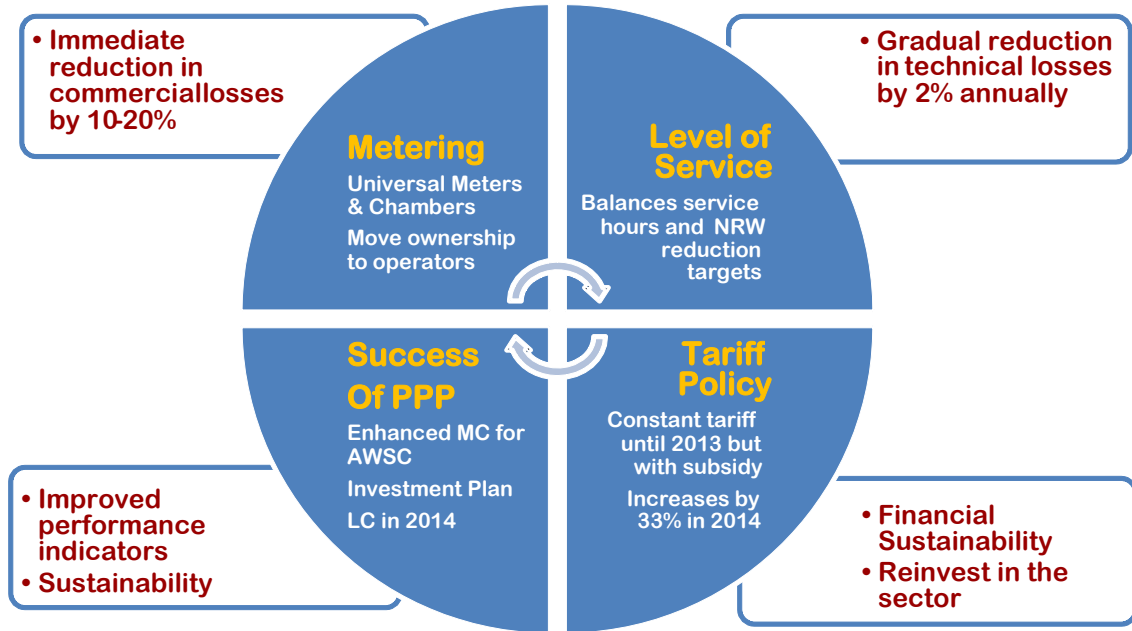 • Immediate
reduction in
commerciallosses
by 10-20%
• Gradual reduction
in technical losses
by 2% annually
Metering
Universal Meters
& Chambers
Move ownership
to operators
Level of
Service
Balances service
hours and NRW
reduction
targets
Success
Of PPP
Enhanced MC for
AWSC
Investment Plan
LC in 2014
Tariff
Policy
Constant tariff
until 2013 but
with subsidy
Increases by
33% in 2014
• Improved
performance
indicators
• Sustainability
• Financial
Sustainability
• Reinvest in the
sector